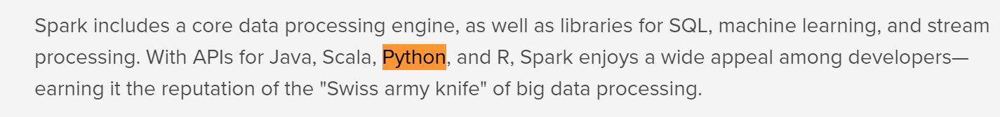 Spark includes a core data processing engine, as well as libraries for SQL, machine learning, and stream
processing. With APIs for Java, Scala, Python, and R, Spark enjoys a wide appeal among developers—
earning it the reputation of the "Swiss army knife" of big data processing.